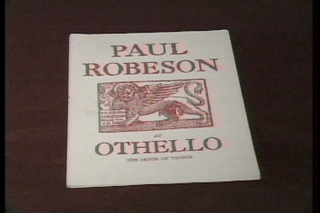 PAUL
ROBESON
as
OTHELLO
THE MOOR OF VENICE